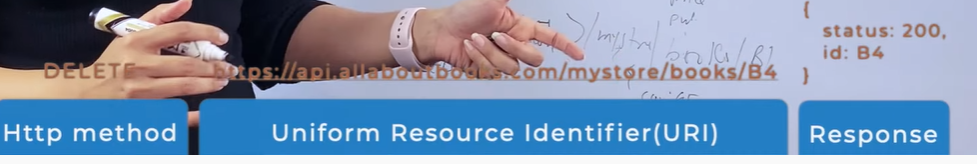 {
status: 200,
id: B4
DELETE https://api.allaboutbooks.com/mystore/books/B4 }
Http method Uniform Resource Identifier(URI) Response